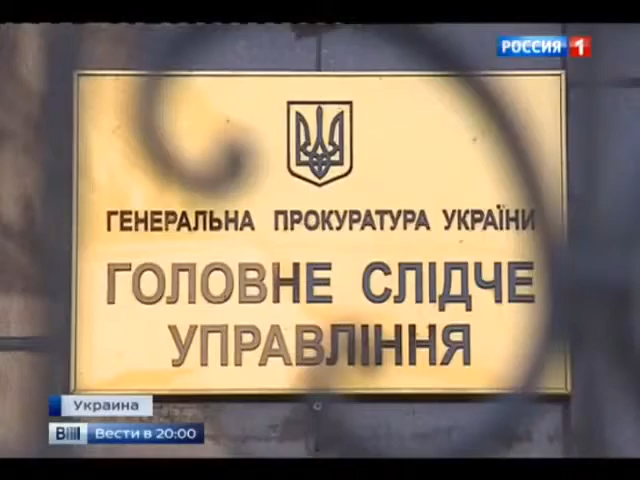 РОССИЯ 1
ГЕНЕРАЛЬНА ПРОКУРАТУРА УКРАЇНИ
ГОЛОВНЕ СЛІДЧЕ
УПРАВЛІННЯ
Украина
Вести в 20:00